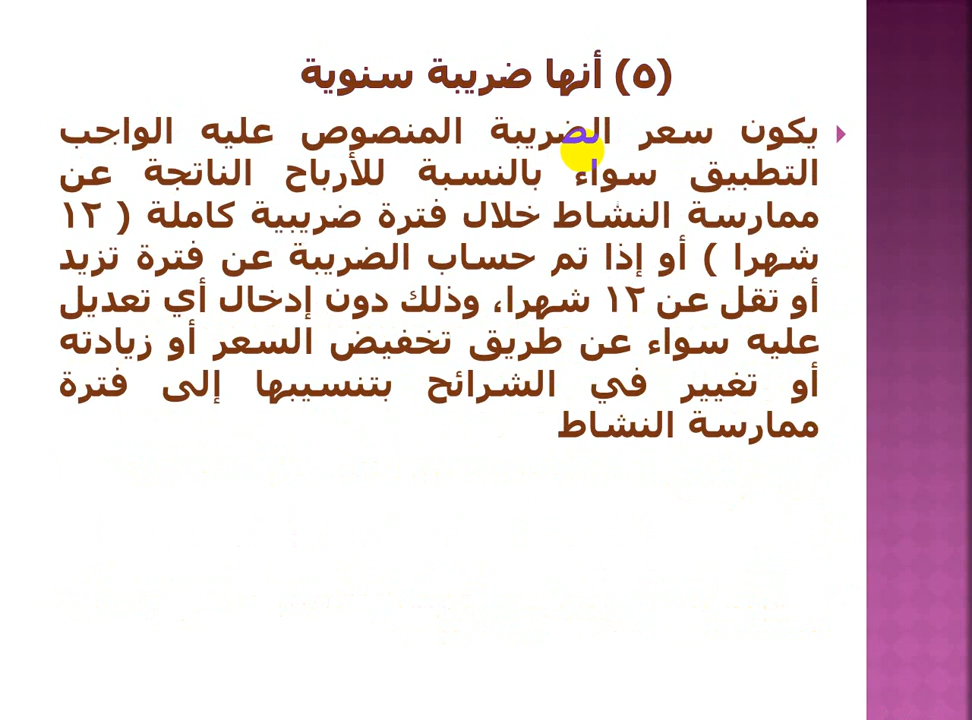 (٥) أنها ضريبة سنوية
يكون سعر الضريبة المنصوص عليه الواجب
التطبيق سواء بالنسبة للأرباح الناتجة عن
ممارسة النشاط خلال فترة ضريبية كاملة ( ١٢
شهرا ) أو إذا تم حساب الضريبة عن فترة تزيد
أو تقل عن ١٢ شهرا، وذلك دون إدخال أي تعديل
عليه سواء عن طريق تخفيض السعر أو زيادته
أو تغيير في الشرائح بتنسيبها إلى فترة
ممارسة النشاط